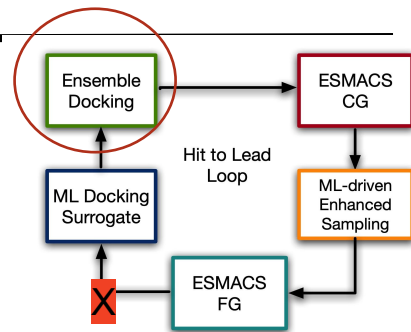 Ensemble
Docking
ESMACS
CG
Hit to Lead
Loop
ML Docking
Surrogate
ML-driven
Enhanced
Sampling
X
ESMACS
FG